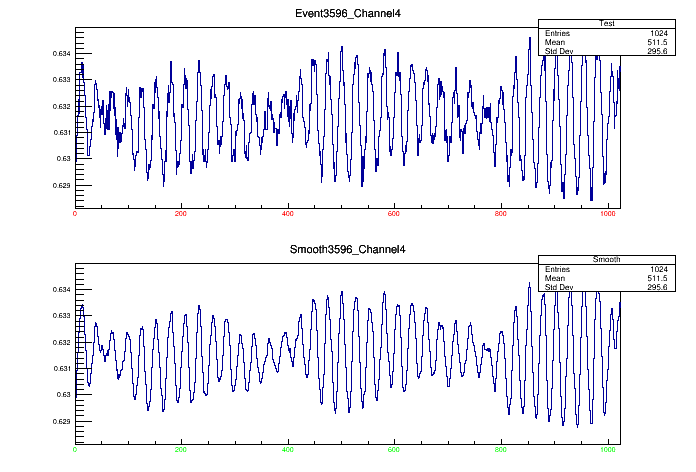 Event3596_Channel4
Test
Entries 1024
Mean 511.5
Std Dev 295.6
0.634
0.633
0.632
0.631
0.63
0.629
0 200 400 600 800 1000
Smooth3596_Channel4
Smooth
Entries 1024
Mean 511.5
Std Dev 295.6
0.634
0.633
0.632
0.631
0.63
0.629
0 200 400 600 800 1000